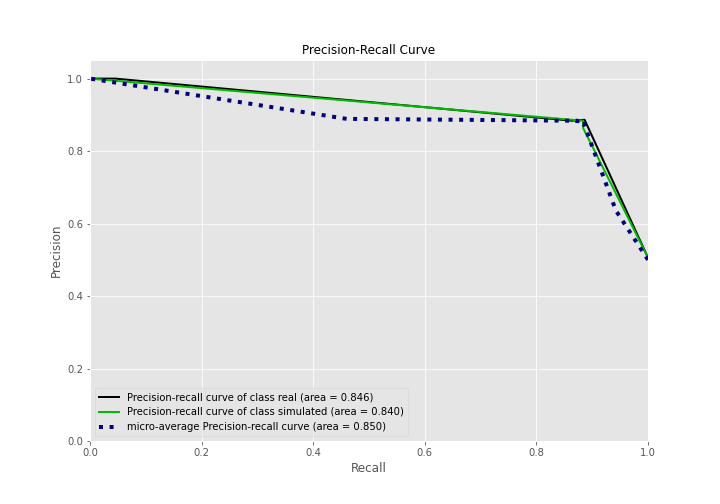 Precision-Recall Curve
1.0
0.8
0.6
0.4
0.2
0.0
Precision
Precision-recall curve of class real (area = 0.846)
Precision-recall curve of class simulated (area = 0.840)
micro-average Precision-recall curve (area = 0.850)
0.0 0.2 0.4 0.6 0.8 1.0
Recall